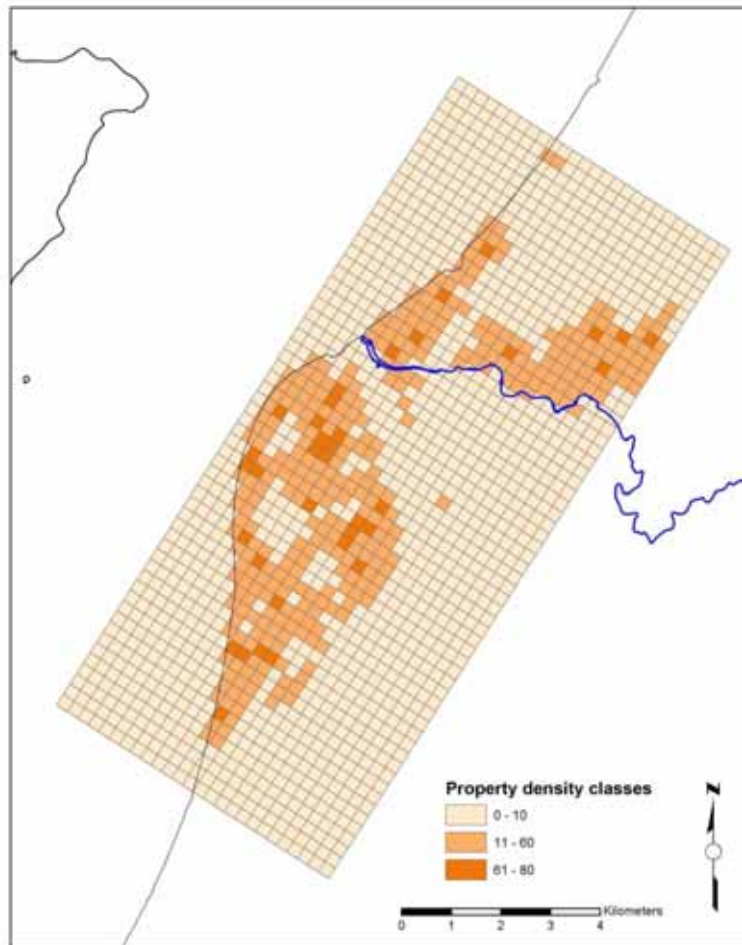 Property density classes
0 - 10
11 - 60
61 - 80
N
Kilometers
0 1 2 3 4